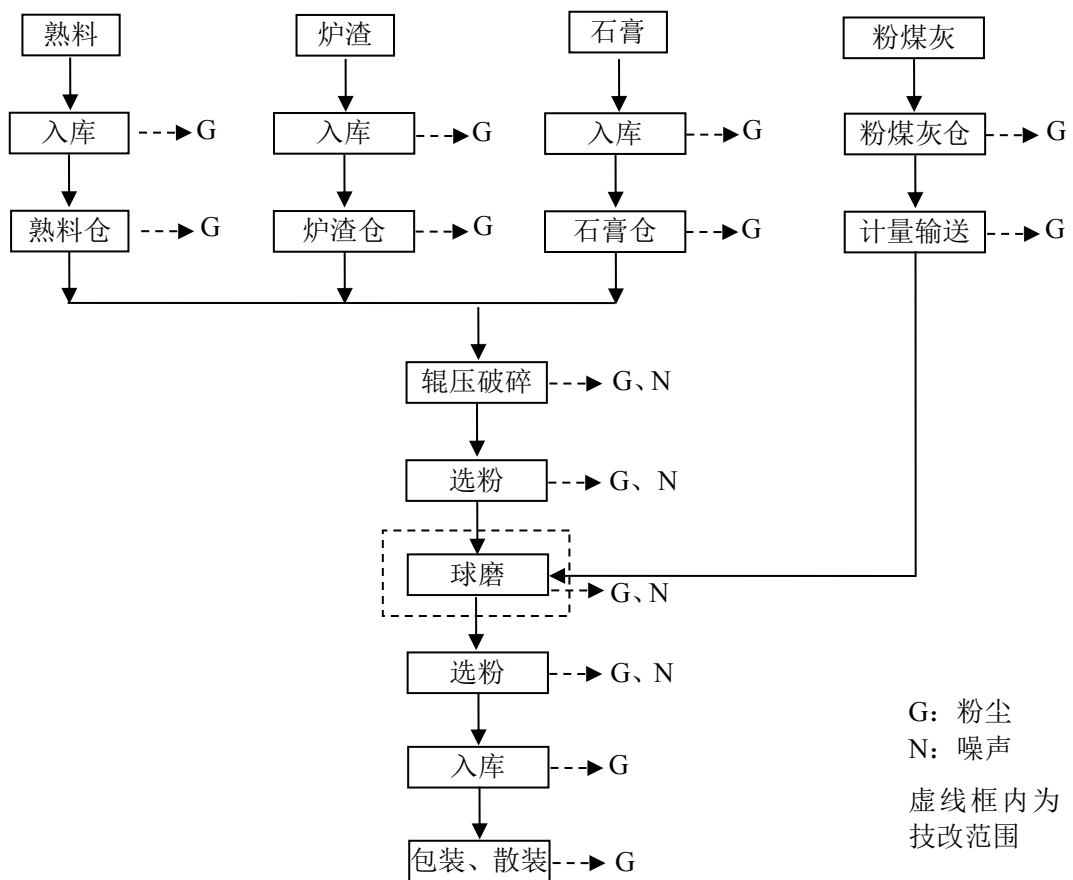 熟料
炉渣
石膏
粉煤灰
入库
G
入库
G
入库
G
粉煤灰仓
G
熟料仓
G
炉渣仓
G
石膏仓
G
计量输送
G
辊压破碎
G、N
选粉
G、N
球磨
G、N
选粉
G、N
入库
G
包装、散装
G
G：粉尘
N：噪声
虚线框内为
技改范围